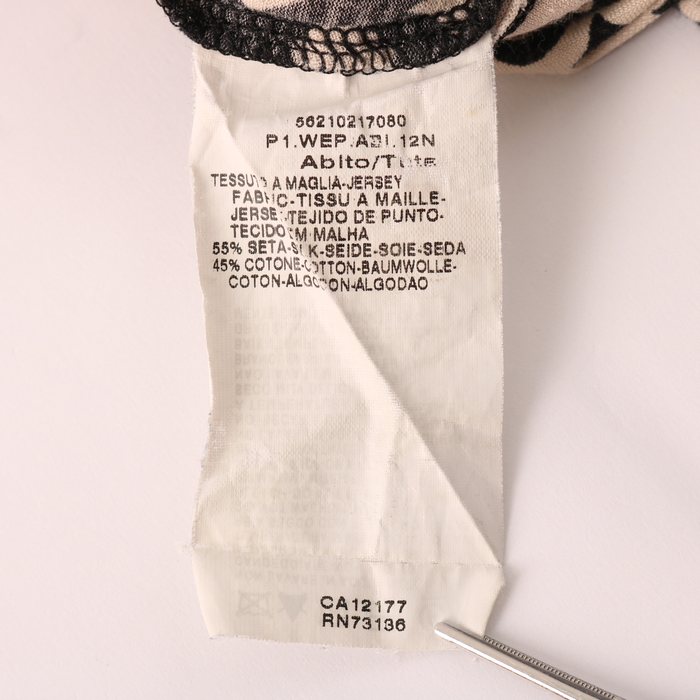 56210217080
P1.WEP.ABI.12N
Abito/Tute
TESSUTO A MAGLIA-JERSEY
FABRIC-TISSU A MAILLE-
JERSEY-TEJIDO DE PUNTO-
TECIDO EM MALHA
55% SETA-SILK-SEIDE-SOIE-SEDA
45% COTONE-COTTON-BAUMWOLLE-
COTON-ALGODON-ALGODAO
CA12177
RN73136